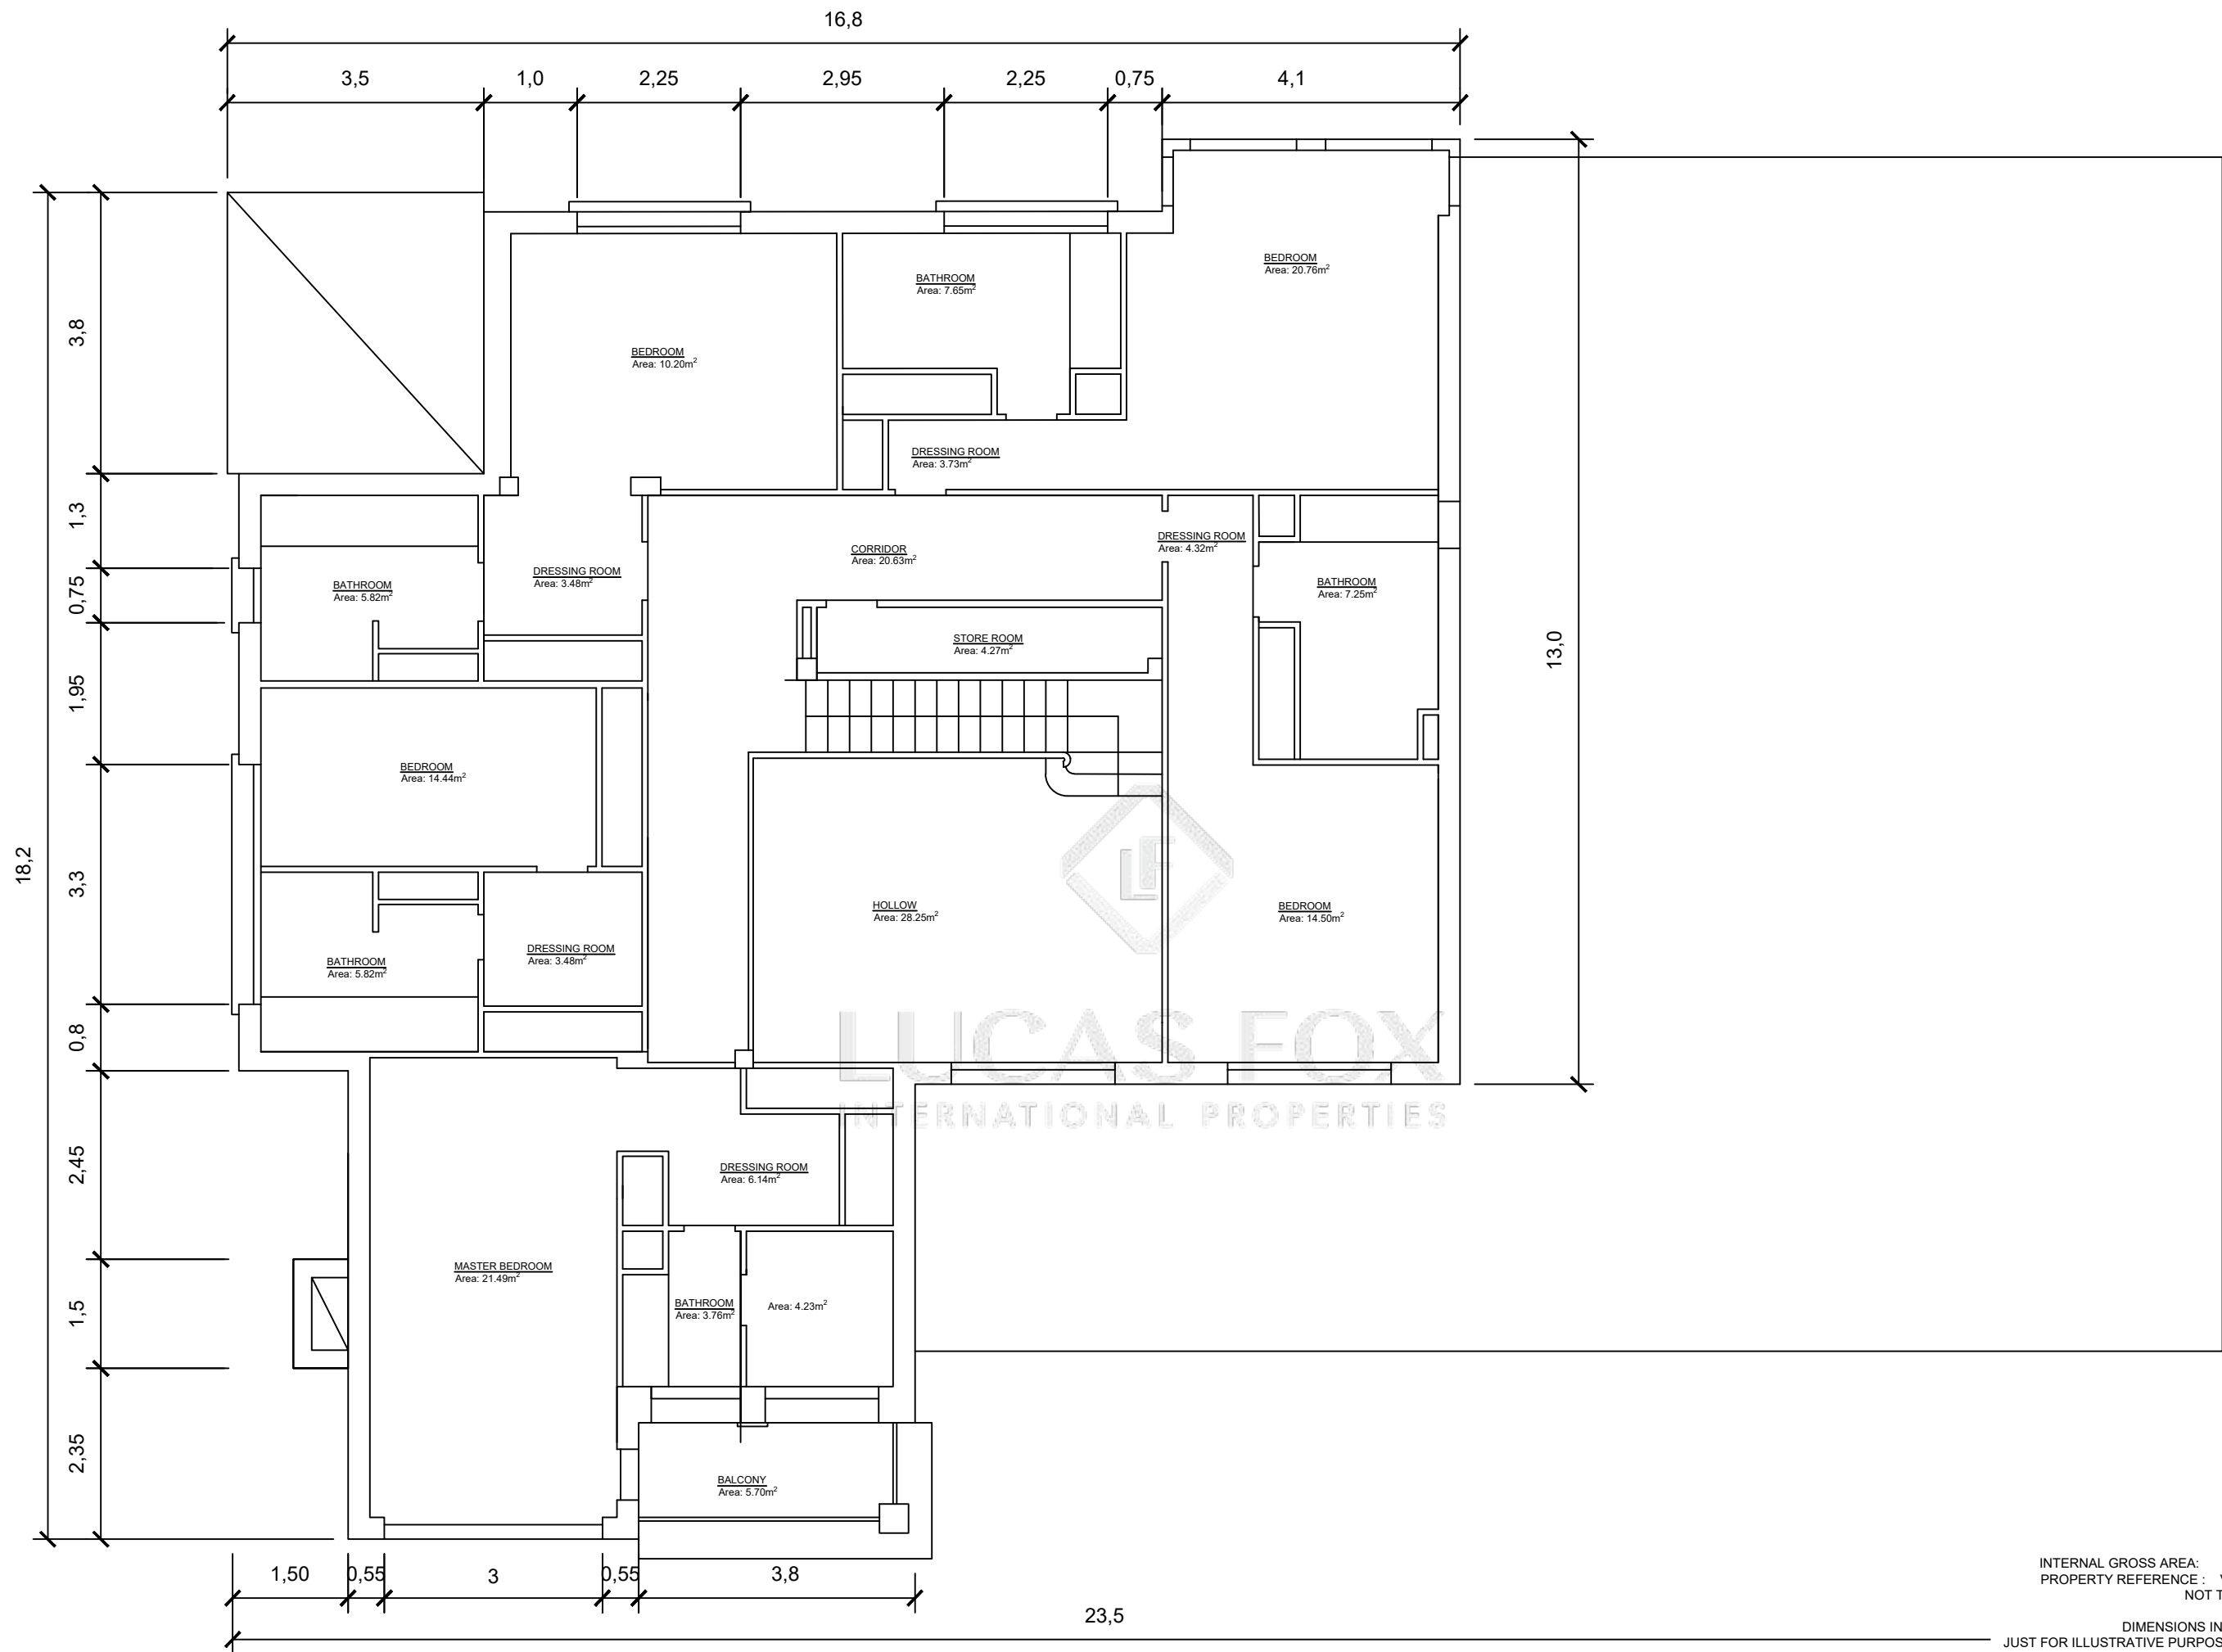 16,8
3,5 1,0 2,25 2,95 2,25 0,75 4,1
3,8
1,3
0,75
1,95
3,3
0,8
2,45
1,5
2,35
18,2
13,0
BEDROOM
Area: 20.76m²
BATHROOM
Area: 7.65m²
BEDROOM
Area: 10.20m²
DRESSING ROOM
Area: 3.73m²
DRESSING ROOM
Area: 4.32m²
CORRIDOR
Area: 20.63m²
DRESSING ROOM
Area: 3.48m²
BATHROOM
Area: 5.82m²
BATHROOM
Area: 7.25m²
STORE ROOM
Area: 4.27m²
BEDROOM
Area: 14.44m²
HOLLOW
Area: 28.25m²
BEDROOM
Area: 14.50m²
DRESSING ROOM
Area: 3.48m²
BATHROOM
Area: 5.82m²
LF
LUCAS FOX
INTERNATIONAL PROPERTIES
DRESSING ROOM
Area: 6.14m²
MASTER BEDROOM
Area: 21.49m²
BATHROOM
Area: 3.76m²
Area: 4.23m²
BALCONY
Area: 5.70m²
1,50 0,55 3 0,55 3,8
23,5
INTERNAL GROSS AREA:
PROPERTY REFERENCE :
NOT
DIMENSIONS IN
JUST FOR ILLUSTRATIVE